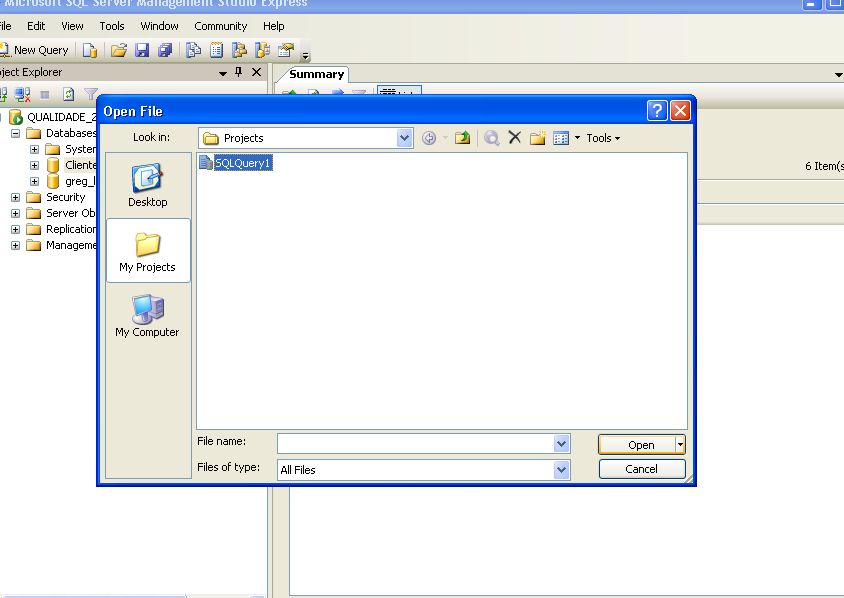 Microsoft SQL Server Management Studio Express
File Edit View Tools Window Community Help
New Query
Object Explorer
Summary
QUALIDADE_2
Databases
System
Cliente
greg_l
Security
Server Ob
Replication
Manageme
6 Item(s
Open File
Look in: Projects Tools
SQLQuery1
Desktop
My Projects
My Computer
File name: Open
Files of type: All Files Cancel